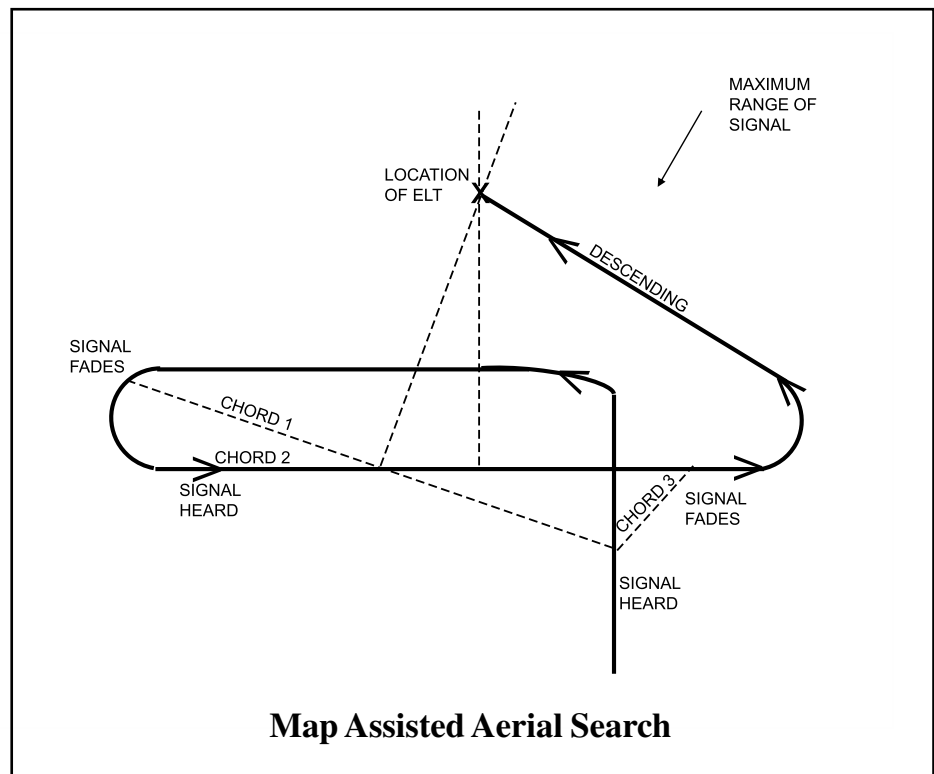 MAXIMUM
RANGE OF
SIGNAL
LOCATION
OF ELT
DESCENDING
SIGNAL
FADES
CHORD 1
CHORD 2
SIGNAL
HEARD
CHORD 3
SIGNAL
FADES
SIGNAL
HEARD
Map Assisted Aerial Search